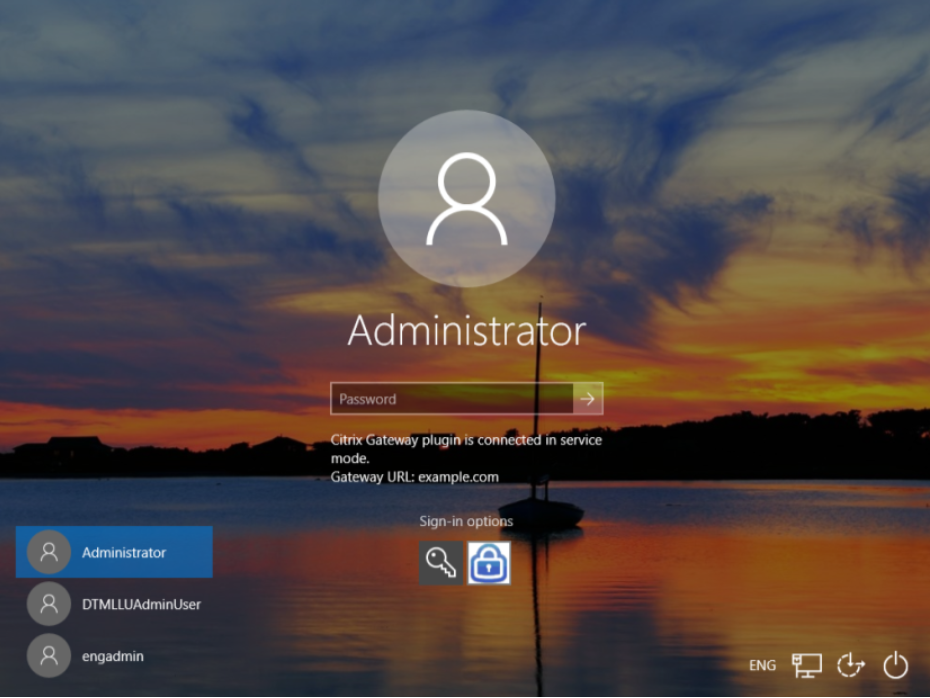 Administrator
Password
Citrix Gateway plugin is connected in service
mode.
Gateway URL: example.com
Sign-in options
Administrator
DTMLLUAdminUser
engadmin
ENG